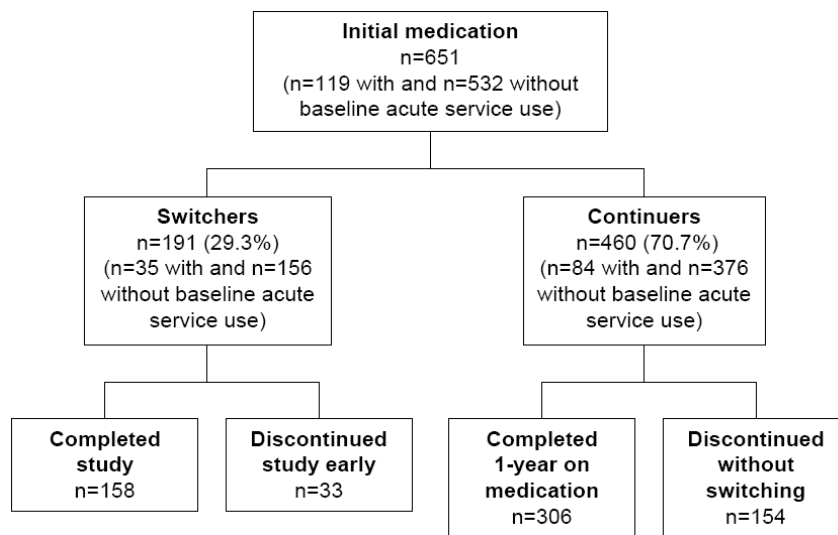 Initial medication
n=651
(n=119 with and n=532 without
baseline acute service use)
Switchers
n=191 (29.3%)
(n=35 with and n=156
without baseline acute
service use)
Continuers
n=460 (70.7%)
(n=84 with and n=376
without baseline acute
service use)
Completed
study
n=158
Discontinued
study early
n=33
Completed
1-year on
medication
n=306
Discontinued
without
switching
n=154